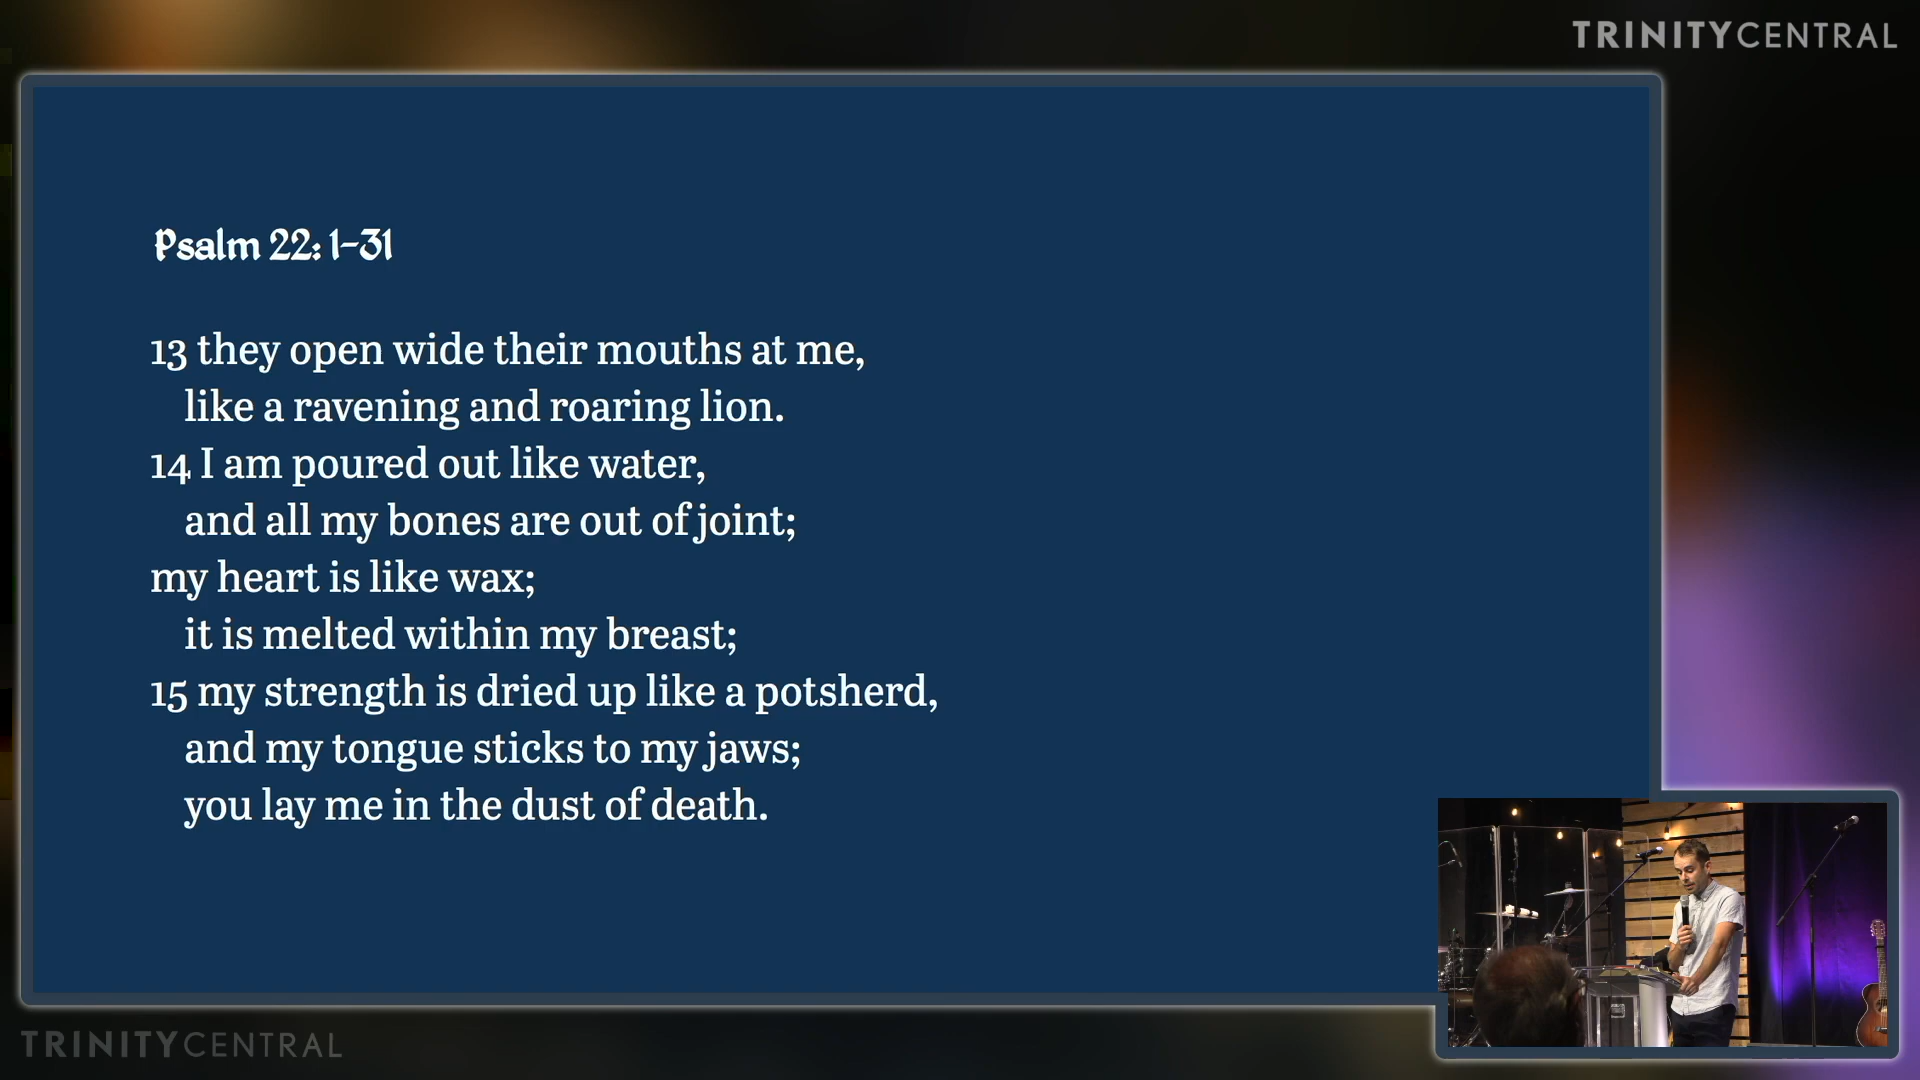 TRINITYCENTRAL
Psalm 22: 1–31
13 they open wide their mouths at me,
like a ravening and roaring lion.
14 I am poured out like water,
and all my bones are out of joint;
my heart is like wax;
it is melted within my breast;
15 my strength is dried up like a potsherd,
and my tongue sticks to my jaws;
you lay me in the dust of death.
TRINITYCENTRAL